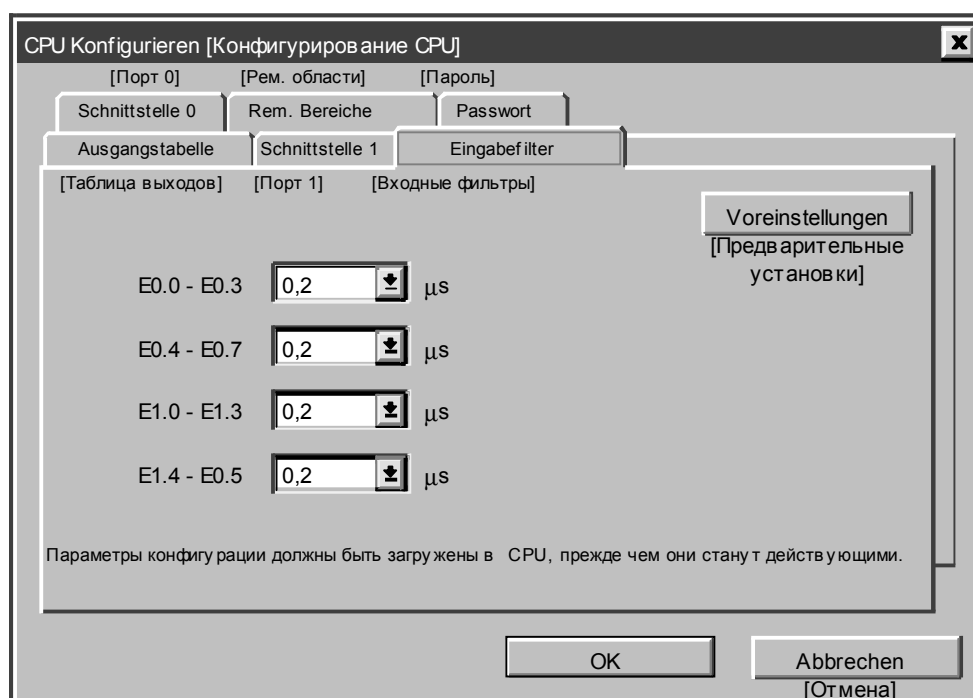 CPU Konfigurieren [Конфигурирование CPU]
[Порт 0] [Рем. области] [Пароль]
Schnittstelle 0 Rem. Bereiche Passwort
Ausgangstabelle Schnittstelle 1 Eingabefilter
[Таблица выходов] [Порт 1] [Входные фильтры]
Voreinstellungen
[Предварительные
установки]
E0.0 - E0.3 0,2 µs
E0.4 - E0.7 0,2 µs
E1.0 - E1.3 0,2 µs
E1.4 - E0.5 0,2 µs
Параметры конфигурации должны быть загружены в CPU, прежде чем они станут действующими.
OK Abbrechen
[Отмена]